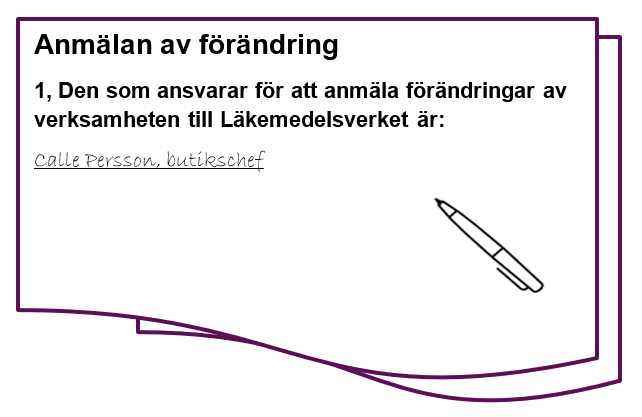 Anmälan av förändring
1, Den som ansvarar för att anmäla förändringar av
verksamheten till Läkemedelsverket är:
Calle Persson, butikschef